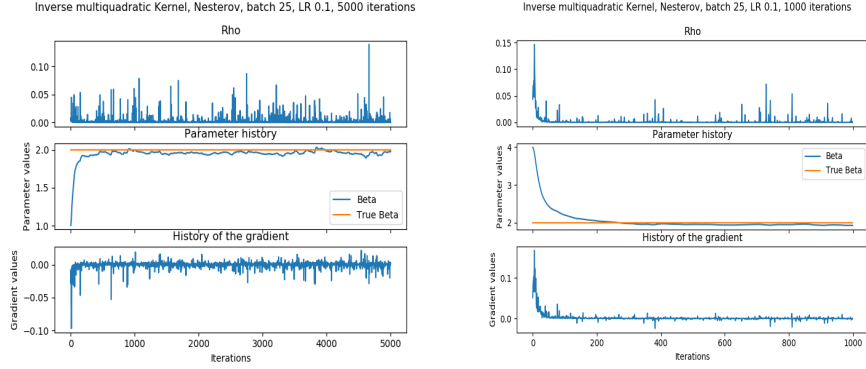 Inverse multiquadratic Kernel, Nesterov, batch 25, LR 0.1, 5000 iterations
Rho
0.10
0.05
0.00
Parameter history
2.0
1.5
1.0
Parameter values
Beta
True Beta
History of the gradient
0.00
−0.05
−0.10
Gradient values
0
1000
2000
3000
4000
5000
Iterations
Inverse multiquadratic Kernel, Nesterov, batch 25, LR 0.1, 1000 iterations
Rho
0.15
0.10
0.05
0.00
Parameter history
4
3
2
Parameter values
Beta
True Beta
History of the gradient
0.1
0.0
Gradient values
0
200
400
600
800
1000
Iterations